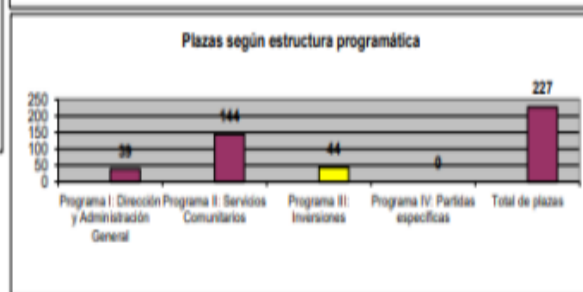 Plazas según estructura programática
250
200
150
100
50
0
39
144
44
0
227
Programa I: Dirección
y Administración
General
Programa II: Servicios
Comunitarios
Programa III:
Inversiones
Programa IV: Partidas
específicas
Total de plazas